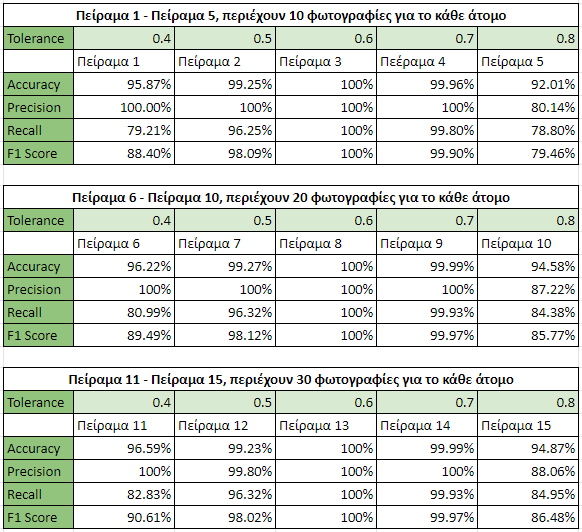 Πείραμα 1 - Πείραμα 5, περιέχουν 10 φωτογραφίες για το κάθε άτομο
Tolerance 0.4 0.5 0.6 0.7 0.8
Πείραμα 1 Πείραμα 2 Πείραμα 3 Πεέραμα 4 Πείραμα 5
Accuracy 95.87% 99.25% 100% 99.96% 92.01%
Precision 100.00% 100% 100% 100% 80.14%
Recall 79.21% 96.25% 100% 99.80% 78.80%
F1 Score 88.40% 98.09% 100% 99.90% 79.46%
Πείραμα 6 - Πείραμα 10, περιέχουν 20 φωτογραφίες για το κάθε άτομο
Tolerance 0.4 0.5 0.6 0.7 0.8
Πείραμα 6 Πείραμα 7 Πείραμα 8 Πείραμα 9 Πείραμα 10
Accuracy 96.22% 99.27% 100% 99.99% 94.58%
Precision 100% 100% 100% 100% 87.22%
Recall 80.99% 96.32% 100% 99.93% 84.38%
F1 Score 89.49% 98.12% 100% 99.97% 85.77%
Πείραμα 11 - Πείραμα 15, περιέχουν 30 φωτογραφίες για το κάθε άτομο
Tolerance 0.4 0.5 0.6 0.7 0.8
Πείραμα 11 Πείραμα 12 Πείραμα 13 Πείραμα 14 Πείραμα 15
Accuracy 96.59% 99.23% 100% 99.99% 94.87%
Precision 100% 99.80% 100% 100% 88.06%
Recall 82.83% 96.32% 100% 99.93% 84.95%
F1 Score 90.61% 98.02% 100% 99.97% 86.48%